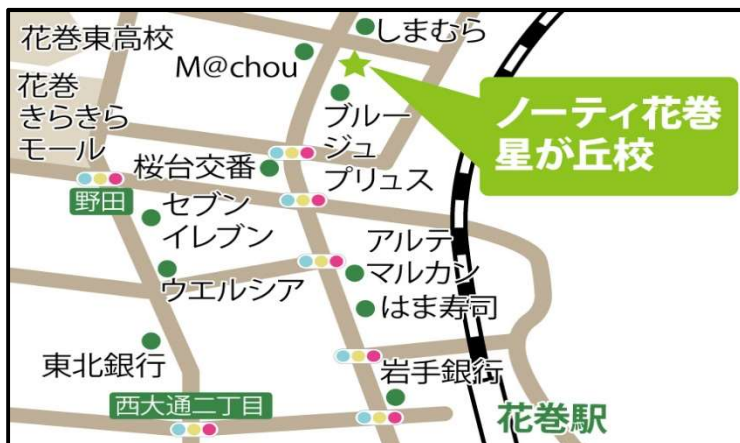 花巻東高校
しまむら
M@chou
花巻
きらきら
モール
ブルー
ジュ
プリュス
ノーティ花巻
星が丘校
桜台交番
野田
セブン
イレブン
アルテ
マルカン
ウエルシア
はま寿司
東北銀行
岩手銀行
西大通二丁目
花巻駅